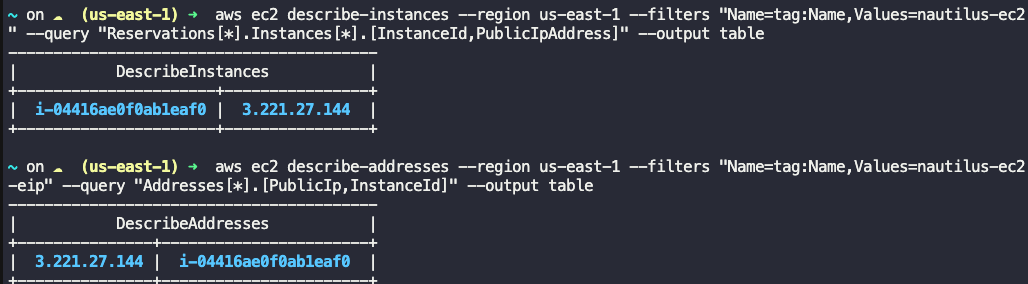 ~ on ☁ (us-east-1) ➜ aws ec2 describe-instances --region us-east-1 --filters "Name=tag:Name,Values=nautilus-ec2
" --query "Reservations[*].Instances[*].[InstanceId,PublicIpAddress]" --output table
----------------------------------------
|          DescribeInstances           |
+----------------------+---------------+
|  i-04416ae0f0ab1eaf0 |  3.221.27.144  |
+----------------------+---------------+
~ on ☁ (us-east-1) ➜ aws ec2 describe-addresses --region us-east-1 --filters "Name=tag:Name,Values=nautilus-ec2
-eip" --query "Addresses[*].[PublicIp,InstanceId]" --output table
----------------------------------------
|          DescribeAddresses           |
+---------------+----------------------+
|  3.221.27.144 |  i-04416ae0f0ab1eaf0  |
+---------------+----------------------+